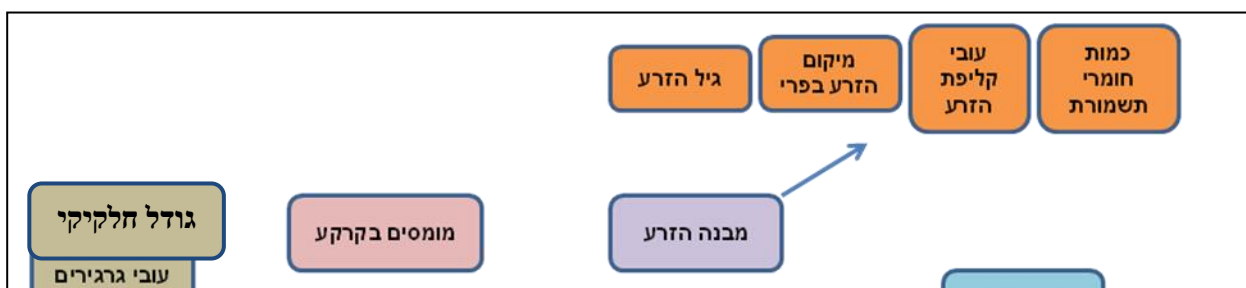 כמות
חומרי
תשמורת
עובי
קליפת
הזרע
מיקום
הזרע בפרי
גיל הזרע
מבנה הזרע
מומסים בקרקע
גודל חלקיקי
עובי גרגירים